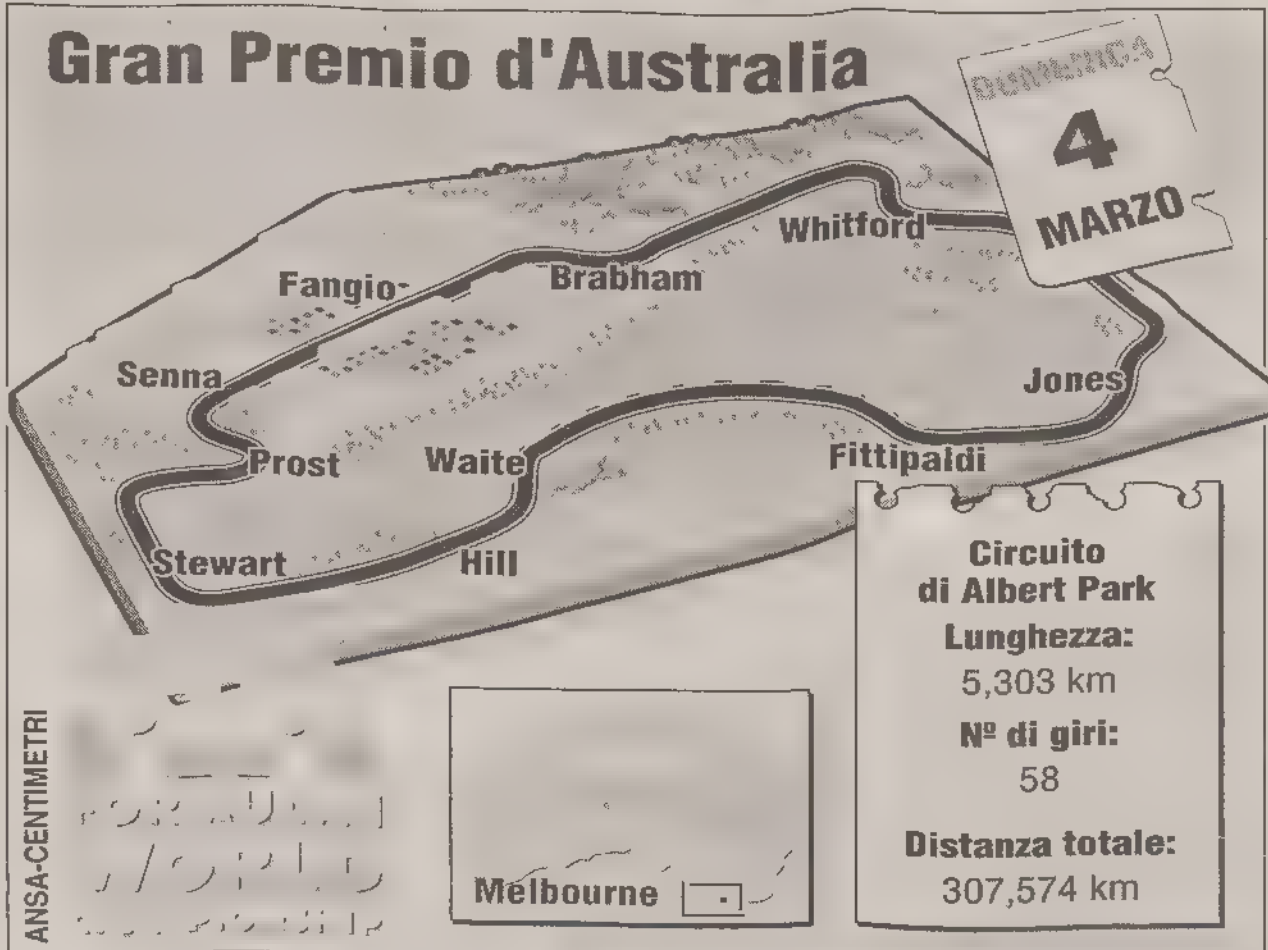 Gran Premio d'Australia
DOMENICA
4
MARZO
Whitford
Brabham
Fangio
Senna
Jones
Prost
Waite
Fittipaldi
Stewart
Hill
Circuito
di Albert Park
Lunghezza:
5,303 km
Nº di giri:
58
Distanza totale:
307,574 km
Melbourne
ANSA-CENTIMETRI